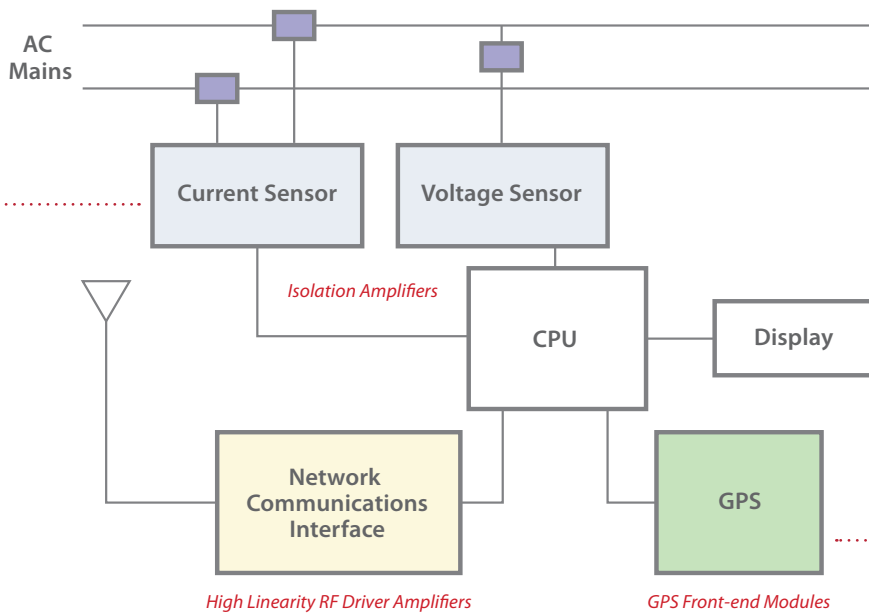 AC
Mains
Current Sensor
Voltage Sensor
Isolation Amplifiers
CPU
Display
Network
Communications
Interface
GPS
High Linearity RF Driver Amplifiers
GPS Front-end Modules